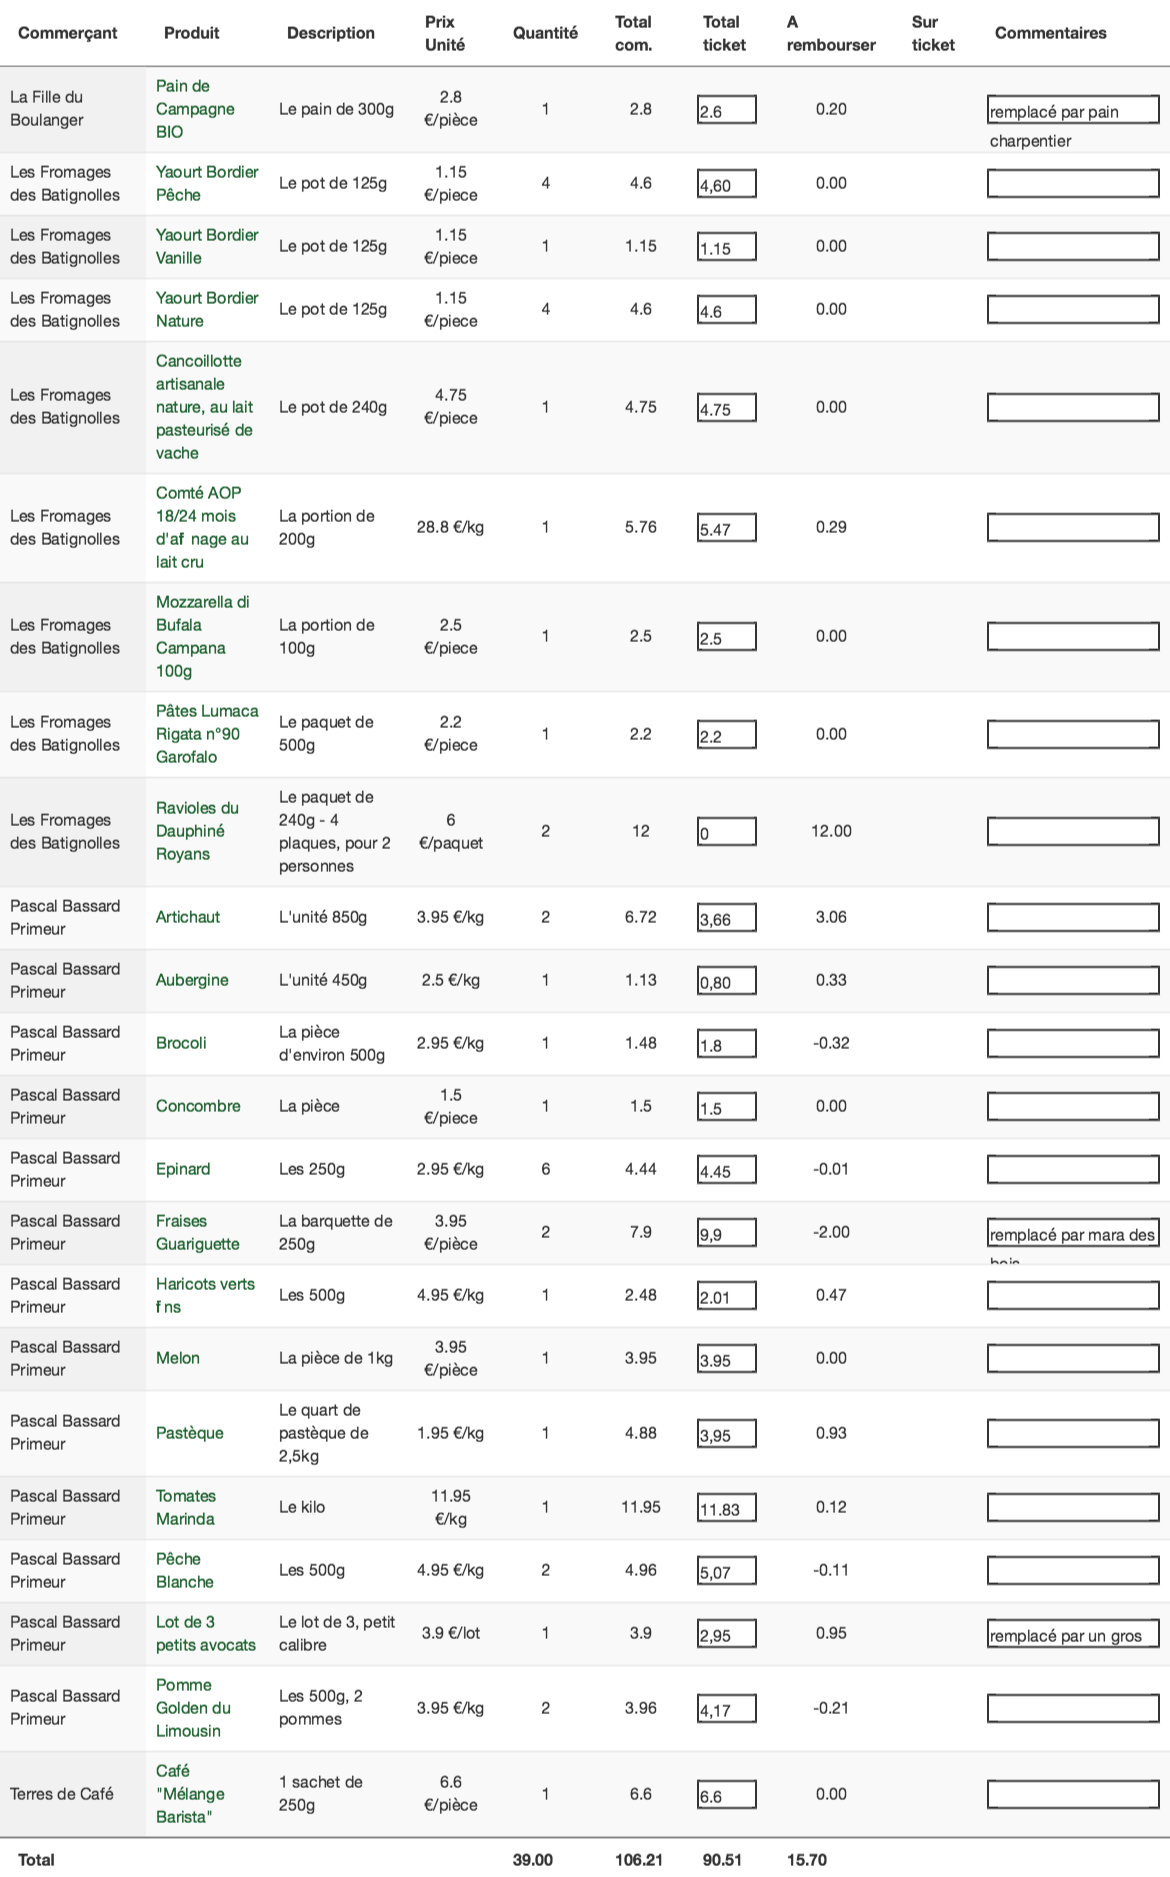 Commerçant Produit Description Prix Unité Quantité Total com. Total ticket A rembourser Sur ticket Commentaires
La Fille du Boulanger Pain de Campagne BIO Le pain de 300g 2.8 €/pièce 1 2.8 2.6 0.20 remplacé par pain charpentier
Les Fromages des Batignolles Yaourt Bordier Pêche Le pot de 125g 1.15 €/piece 4 4.6 4,60 0.00
Les Fromages des Batignolles Yaourt Bordier Vanille Le pot de 125g 1.15 €/piece 1 1.15 1.15 0.00
Les Fromages des Batignolles Yaourt Bordier Nature Le pot de 125g 1.15 €/piece 4 4.6 4.6 0.00
Les Fromages des Batignolles Cancoillotte artisanale nature, au lait pasteurisé de vache Le pot de 240g 4.75 €/piece 1 4.75 4.75 0.00
Les Fromages des Batignolles Comté AOP 18/24 mois d'af nage au lait cru La portion de 200g 28.8 €/kg 1 5.76 5.47 0.29
Les Fromages des Batignolles Mozzarella di Bufala Campana 100g La portion de 100g 2.5 €/piece 1 2.5 2.5 0.00
Les Fromages des Batignolles Pâtes Lumaca Rigata n°90 Garofalo Le paquet de 500g 2.2 €/piece 1 2.2 2.2 0.00
Les Fromages des Batignolles Ravioles du Dauphiné Royans Le paquet de 240g - 4 plaques, pour 2 personnes 6 €/paquet 2 12 0 12.00
Pascal Bassard Primeur Artichaut L'unité 850g 3.95 €/kg 2 6.72 3,66 3.06
Pascal Bassard Primeur Aubergine L'unité 450g 2.5 €/kg 1 1.13 0,80 0.33
Pascal Bassard Primeur Brocoli La pièce d'environ 500g 2.95 €/kg 1 1.48 1.8 -0.32
Pascal Bassard Primeur Concombre La pièce 1.5 €/piece 1 1.5 1.5 0.00
Pascal Bassard Primeur Epinard Les 250g 2.95 €/kg 6 4.44 4.45 -0.01
Pascal Bassard Primeur Fraises Guariguette La barquette de 250g 3.95 €/pièce 2 7.9 9,9 -2.00 remplacé par mara des bois
Pascal Bassard Primeur Haricots verts f ns Les 500g 4.95 €/kg 1 2.48 2.01 0.47
Pascal Bassard Primeur Melon La pièce de 1kg 3.95 €/pièce 1 3.95 3.95 0.00
Pascal Bassard Primeur Pastèque Le quart de pastèque de 2,5kg 1.95 €/kg 1 4.88 3,95 0.93
Pascal Bassard Primeur Tomates Marinda Le kilo 11.95 €/kg 1 11.95 11.83 0.12
Pascal Bassard Primeur Pêche Blanche Les 500g 4.95 €/kg 2 4.96 5,07 -0.11
Pascal Bassard Primeur Lot de 3 petits avocats Le lot de 3, petit calibre 3.9 €/lot 1 3.9 2,95 0.95 remplacé par un gros
Pascal Bassard Primeur Pomme Golden du Limousin Les 500g, 2 pommes 3.95 €/kg 2 3.96 4,17 -0.21
Terres de Café Café "Mélange Barista" 1 sachet de 250g 6.6 €/pièce 1 6.6 6.6 0.00
Total 39.00 106.21 90.51 15.70